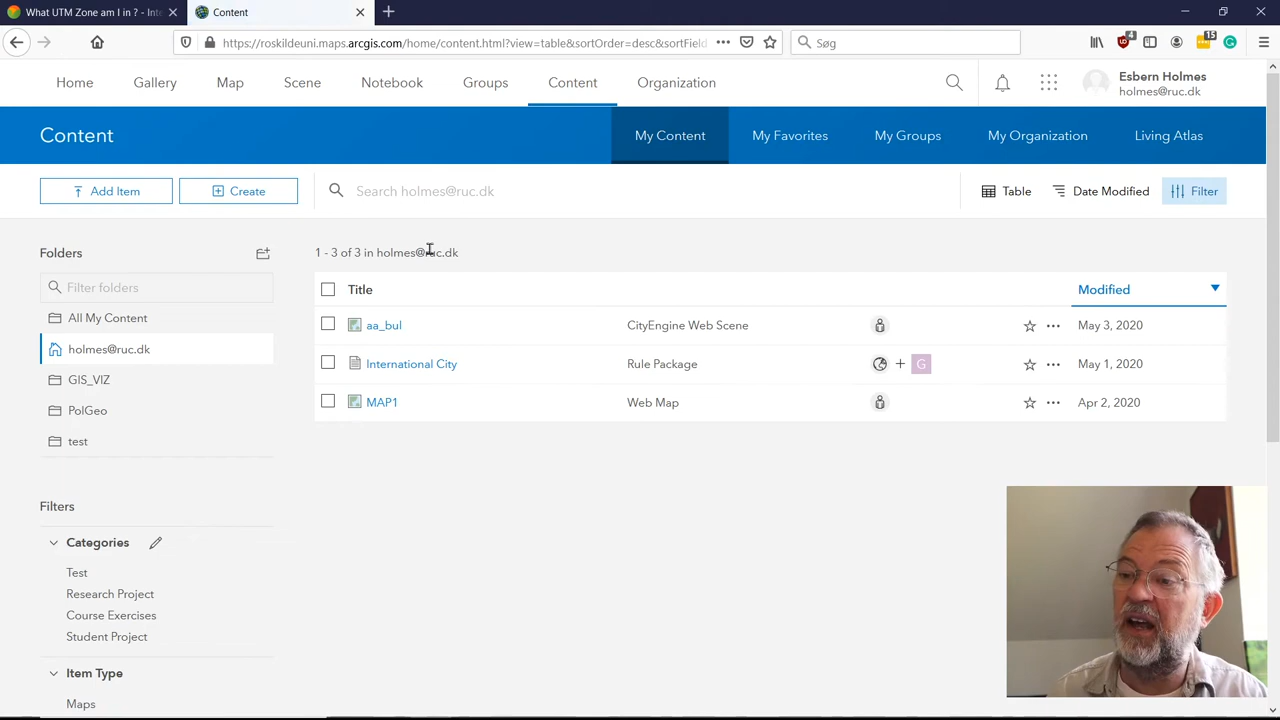 What UTM Zone am I in ? - Inte
Content
https://roskildeuni.maps.arcgis.com/home/content.html?view=table&sortOrder=desc&sortField
Søg
4
15
Home
Gallery
Map
Scene
Notebook
Groups
Content
Organization
Esbern Holmes
holmes@ruc.dk
Content
My Content
My Favorites
My Groups
My Organization
Living Atlas
Add Item
Create
Search holmes@ruc.dk
Table
Date Modified
Filter
Folders
1 - 3 of 3 in holmes@ruc.dk
Filter folders
Title
Modified
All My Content
aa_bul
CityEngine Web Scene
May 3, 2020
holmes@ruc.dk
International City
Rule Package
G
May 1, 2020
GIS_VIZ
MAP1
Web Map
Apr 2, 2020
PolGeo
test
Filters
Categories
Test
Research Project
Course Exercises
Student Project
Item Type
Maps